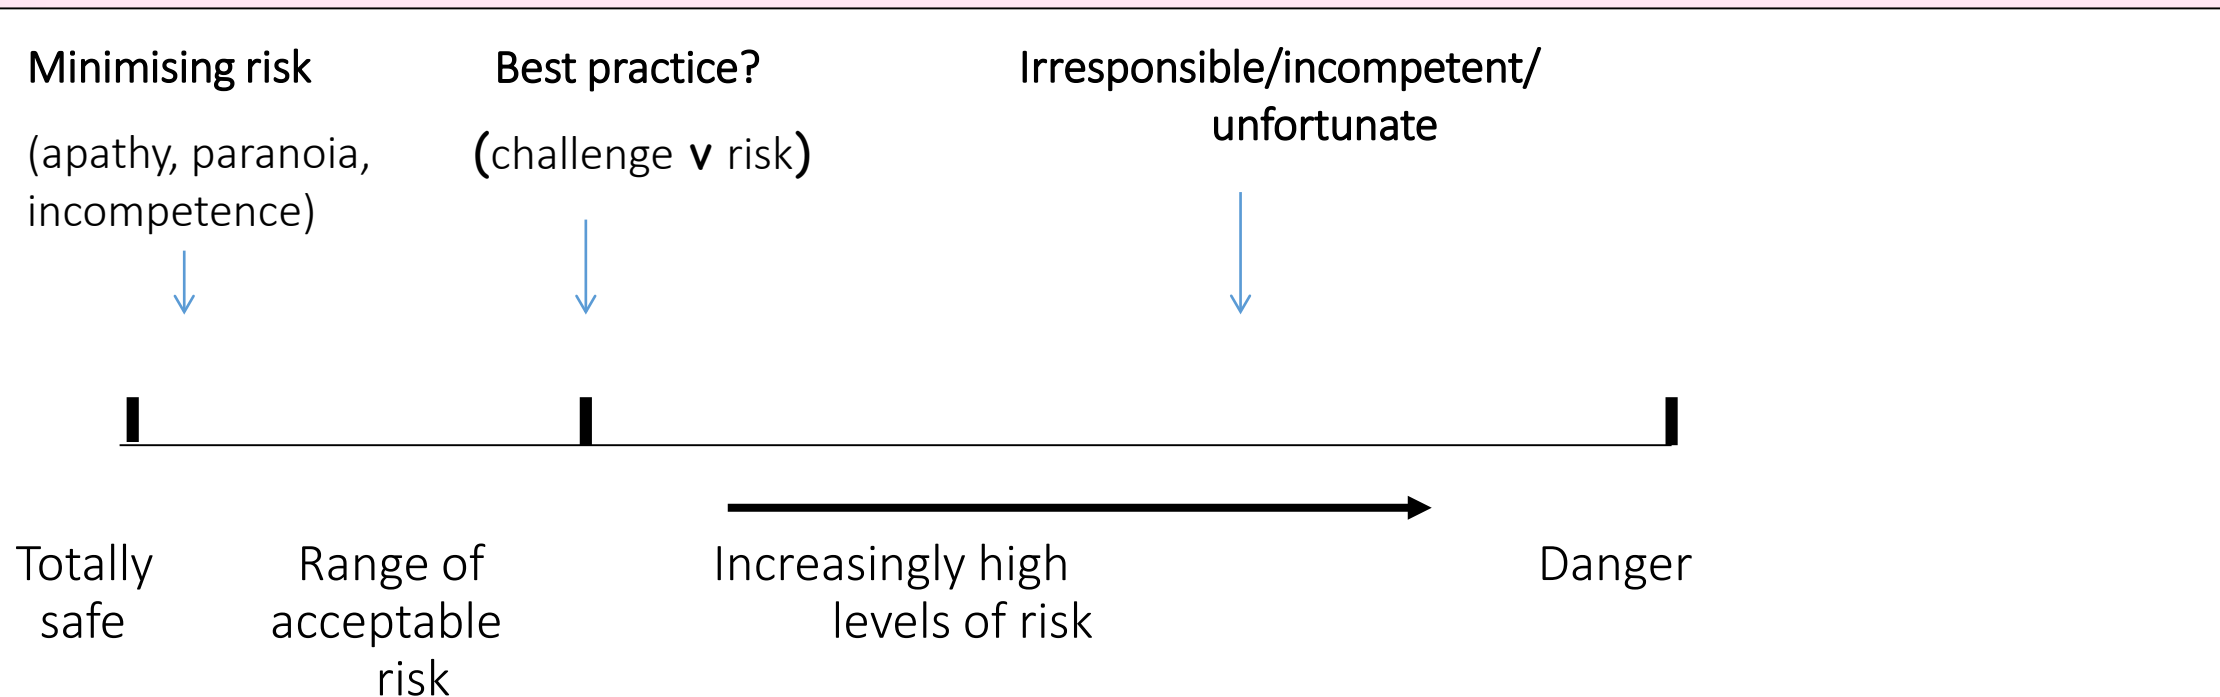 Minimising risk
(apathy, paranoia,
incompetence)
Best practice?
(challenge v risk)
Irresponsible/incompetent/
unfortunate
Totally
safe
Range of
acceptable
risk
Increasingly high
levels of risk
Danger